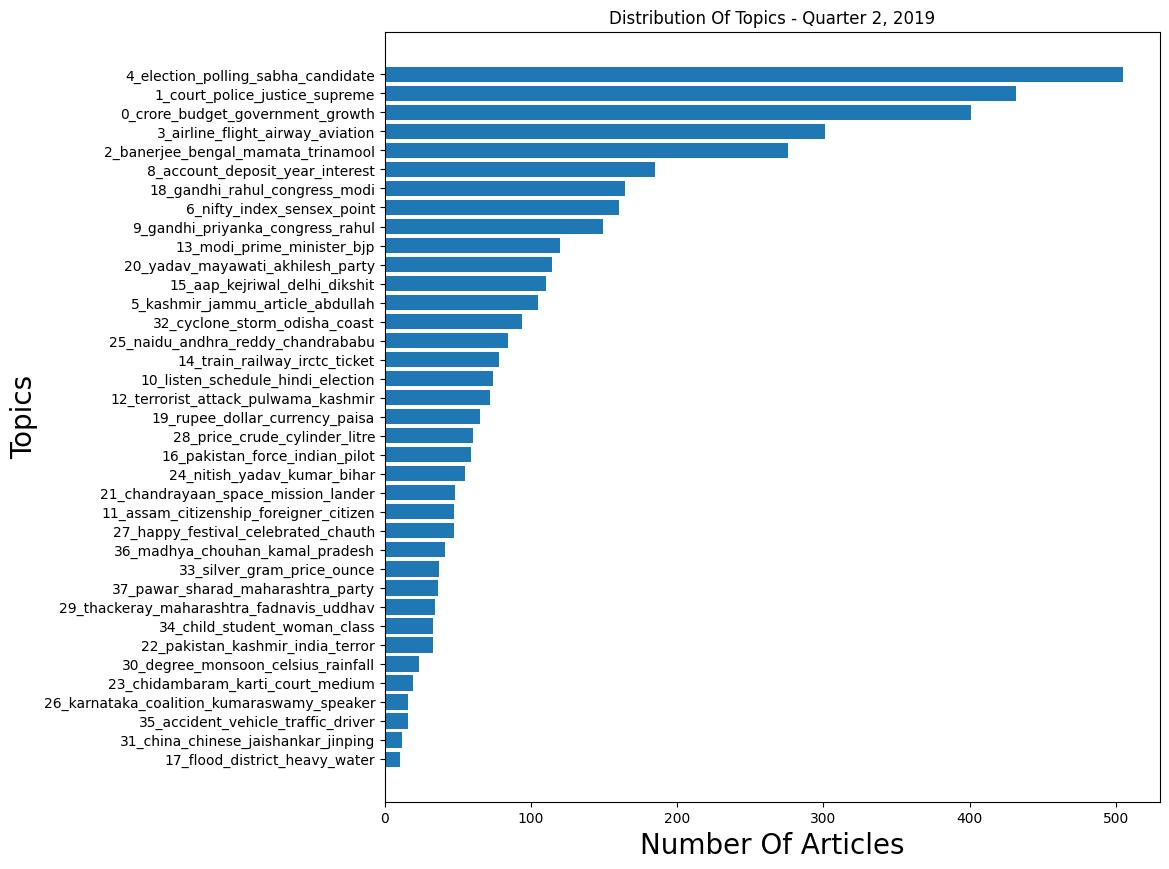 Distribution Of Topics - Quarter 2, 2019
4_election_polling_sabha_candidate
1_court_police_justice_supreme
0_crore_budget_government_growth
3_airline_flight_airway_aviation
2_banerjee_bengal_mamata_trinamool
8_account_deposit_year_interest
18_gandhi_rahul_congress_modi
6_nifty_index_sensex_point
9_gandhi_priyanka_congress_rahul
13_modi_prime_minister_bjp
20_yadav_mayawati_akhilesh_party
15_aap_kejriwal_delhi_dikshit
5_kashmir_jammu_article_abdullah
32_cyclone_storm_odisha_coast
25_naidu_andhra_reddy_chandrababu
14_train_railway_irctc_ticket
10_listen_schedule_hindi_election
12_terrorist_attack_pulwama_kashmir
19_rupee_dollar_currency_paisa
28_price_crude_cylinder_litre
16_pakistan_force_indian_pilot
24_nitish_yadav_kumar_bihar
21_chandrayaan_space_mission_lander
11_assam_citizenship_foreigner_citizen
27_happy_festival_celebrated_chauth
36_madhya_chouhan_kamal_pradesh
33_silver_gram_price_ounce
37_pawar_sharad_maharashtra_party
29_thackeray_maharashtra_fadnavis_uddhav
34_child_student_woman_class
22_pakistan_kashmir_india_terror
30_degree_monsoon_celsius_rainfall
23_chidambaram_karti_court_medium
26_karnataka_coalition_kumaraswamy_speaker
35_accident_vehicle_traffic_driver
31_china_chinese_jaishankar_jinping
17_flood_district_heavy_water
Topics
0 100 200 300 400 500
Number Of Articles